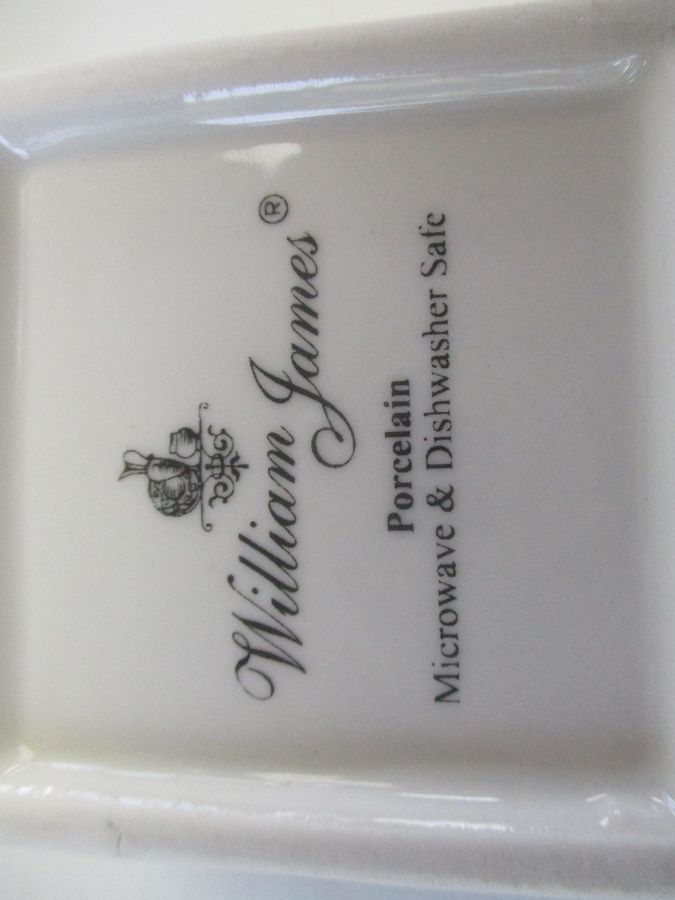 William James®
Porcelain
Microwave & Dishwasher Safe